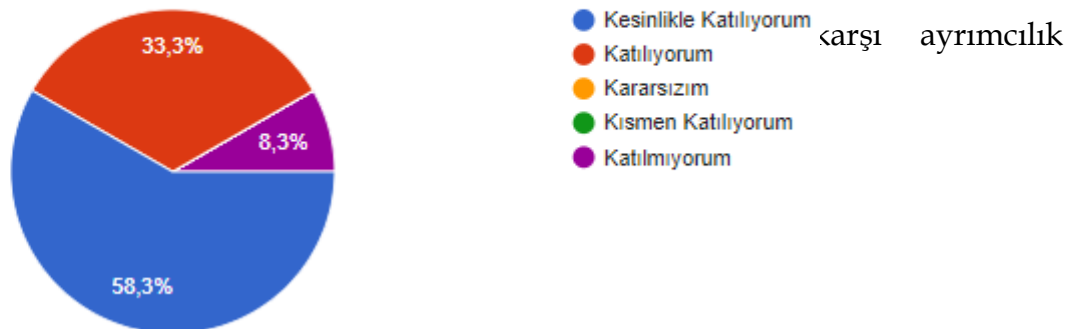 33,3%
8,3%
58,3%
Kesinlikle Katılıyorum
Katılıyorum
Kararsızım
Kısmen Katılıyorum
Katılmıyorum
karşı ayrımcılık